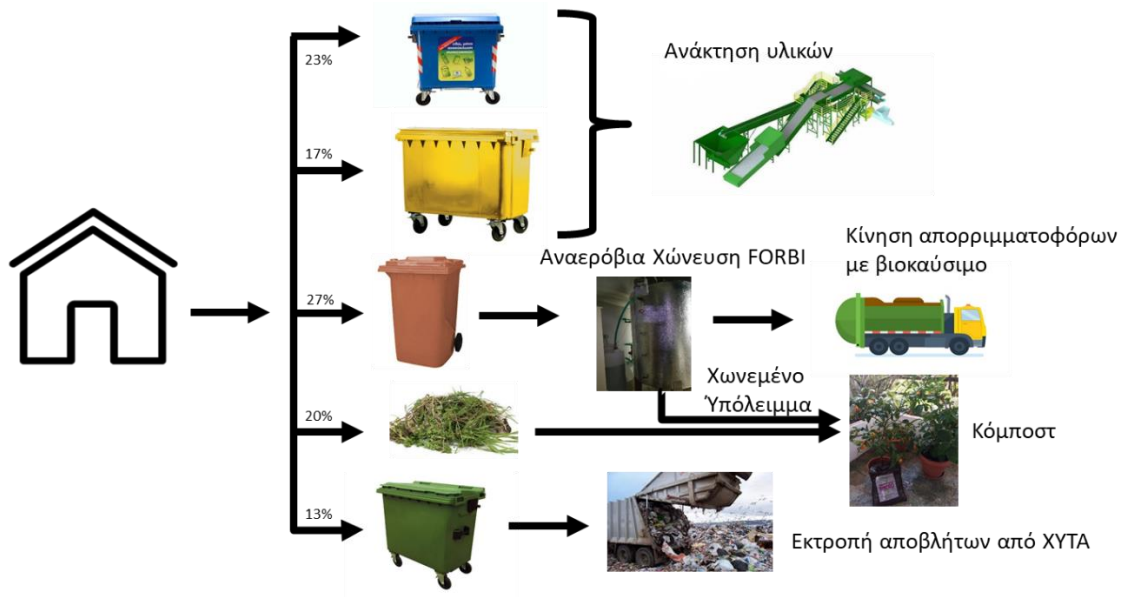 23%
Ανάκτηση υλικών
17%
Αναερόβια Χώνευση FORBI
Κίνηση απορριμματοφόρων
με βιοκαύσιμο
27%
Χωνεμένο
Ύπόλειμμα
20%
Κόμποστ
13%
Εκτροπή αποβλήτων από ΧΥΤΑ